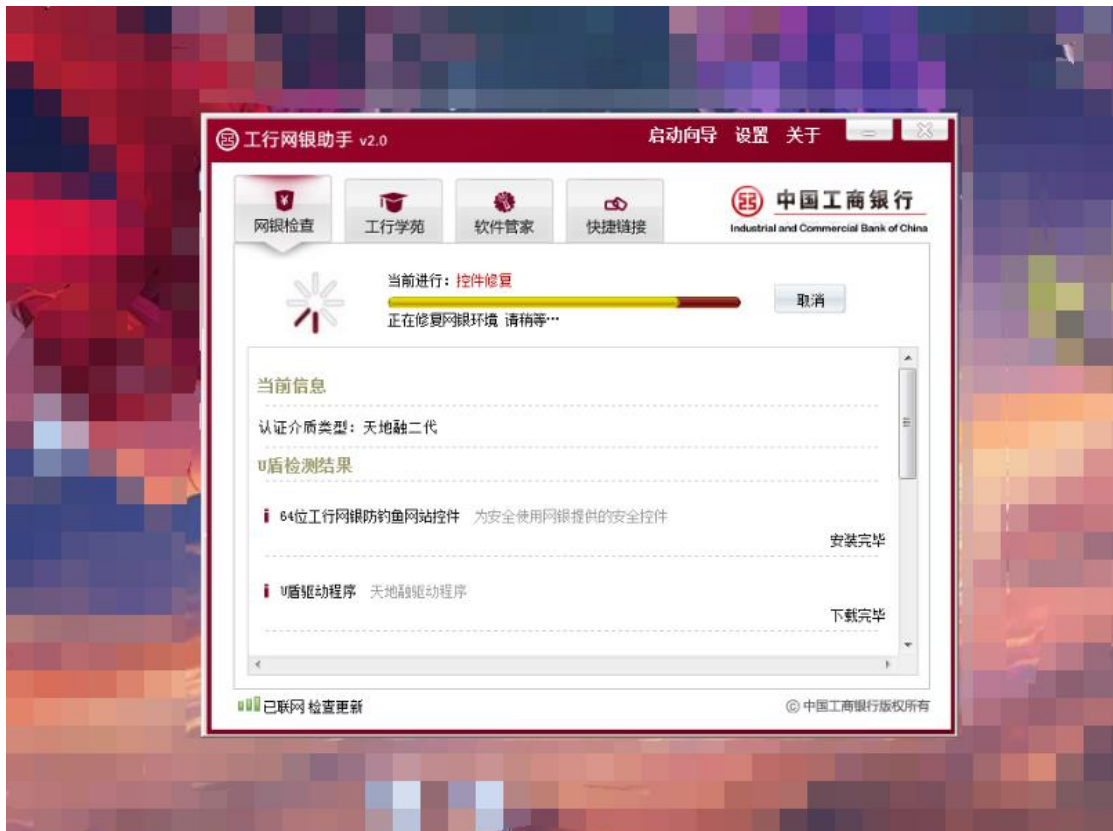 工行网银助手 v2.0
启动向导 设置 关于
网银检查 工行学苑 软件管家 快捷链接
中国工商银行
Industrial and Commercial Bank of China
当前进行：控件修复
取消
正在修复网银环境 请稍等…
当前信息
认证介质类型：天地融二代
U盾检测结果
64位工行网银防钓鱼网站控件 为安全使用网银提供的安全控件
安装完毕
U盾驱动程序 天地融驱动程序
下载完毕
已联网 检查更新
© 中国工商银行版权所有